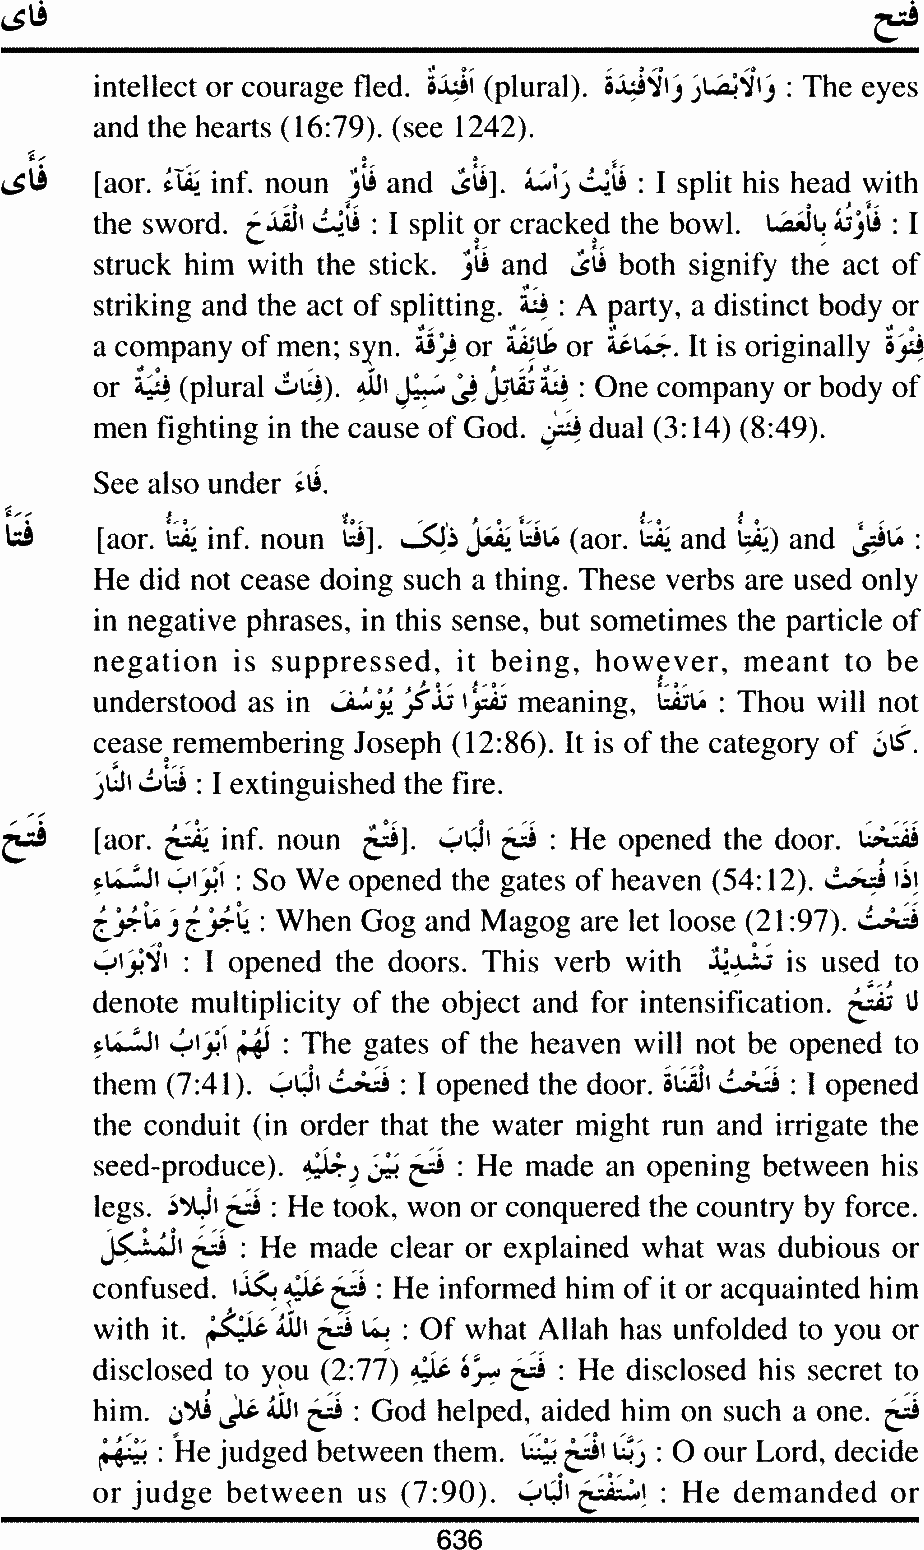 فأى فتح
intellect or courage fled. اَفْئِدَةٌ (plural). وَالْاَبْصَارَ وَالْاَفْئِدَةَ : The eyes
and the hearts (16:79). (see 1242).
فَأَى [aor. يَفْآءُ inf. noun فَأْوٌ and فَأْىٌ]. فَأَيْتُ رَأْسَهُ : I split his head with
the sword. فَأَيْتُ الْقَدَحَ : I split or cracked the bowl. فَأَوْتُهُ بِالْعَصَا : I
struck him with the stick. فَأْوٌ and فَأْىٌ both signify the act of
striking and the act of splitting. فِئَةٌ : A party, a distinct body or
a company of men; syn. فِرْقَةٌ or طَائِفَةٌ or جَمَاعَةٌ. It is originally فِئْوَةٌ
or فِئْيَةٌ (plural فِئَاتٌ). فِئَةٌ تُقَاتِلُ فِىْ سَبِيْلِ اللّٰهِ : One company or body of
men fighting in the cause of God. فِئَتٰنِ dual (3:14) (8:49).
See also under فَاءَ.
فَتَأَ [aor. يَفْتَأُ inf. noun فَتْأٌ]. مَافَتَأَ يَفْعَلُ ذٰلِكَ (aor. يَفْتَأُ and يَفْتِأُ) and مَافَتِئَ :
He did not cease doing such a thing. These verbs are used only
in negative phrases, in this sense, but sometimes the particle of
negation is suppressed, it being, however, meant to be
understood as in تَفْتَؤُا تَذْكُرُ يُوْسُفَ meaning, مَاتَفْتَأُ : Thou will not
cease remembering Joseph (12:86). It is of the category of كَانَ.
فَتَأْتُ النَّارَ : I extinguished the fire.
فَتَحَ [aor. يَفْتَحُ inf. noun فَتْحٌ]. فَتَحَ الْبَابَ : He opened the door. فَفَتَحْنَا
اَبْوَابَ السَّمَاءِ : So We opened the gates of heaven (54:12). اِذَا فُتِحَتْ
يَاْجُوْجُ وَ مَاْجُوْجُ : When Gog and Magog are let loose (21:97). فَتَّحْتُ
الْاَبْوَابَ : I opened the doors. This verb with تَشْدِيْدٌ is used to
denote multiplicity of the object and for intensification. لَا تُفَتَّحُ
لَهُمْ اَبْوَابُ السَّمَاءِ : The gates of the heaven will not be opened to
them (7:41). فَتَحْتُ الْبَابَ : I opened the door. فَتَحْتُ الْقَنَاةَ : I opened
the conduit (in order that the water might run and irrigate the
seed-produce). فَتَحَ بَيْنَ رِجْلَيْهِ : He made an opening between his
legs. فَتَحَ الْبِلَادَ : He took, won or conquered the country by force.
فَتَحَ الْمُشْكِلَ : He made clear or explained what was dubious or
confused. فَتَحَ عَلَيْهِ بِكَذَا : He informed him of it or acquainted him
with it. بِمَا فَتَحَ اللّٰهُ عَلَيْكُمْ : Of what Allah has unfolded to you or
disclosed to you (2:77) فَتَحَ سِرَّهُ عَلَيْهِ : He disclosed his secret to
him. فَتَحَ اللّٰهُ عَلٰى فُلَانٍ : God helped, aided him on such a one. فَتَحَ
بَيْنَهُمْ : He judged between them. رَبَّنَا افْتَحْ بَيْنَنَا : O our Lord, decide
or judge between us (7:90). اِسْتَفْتَحَ الْبَابَ : He demanded or
636